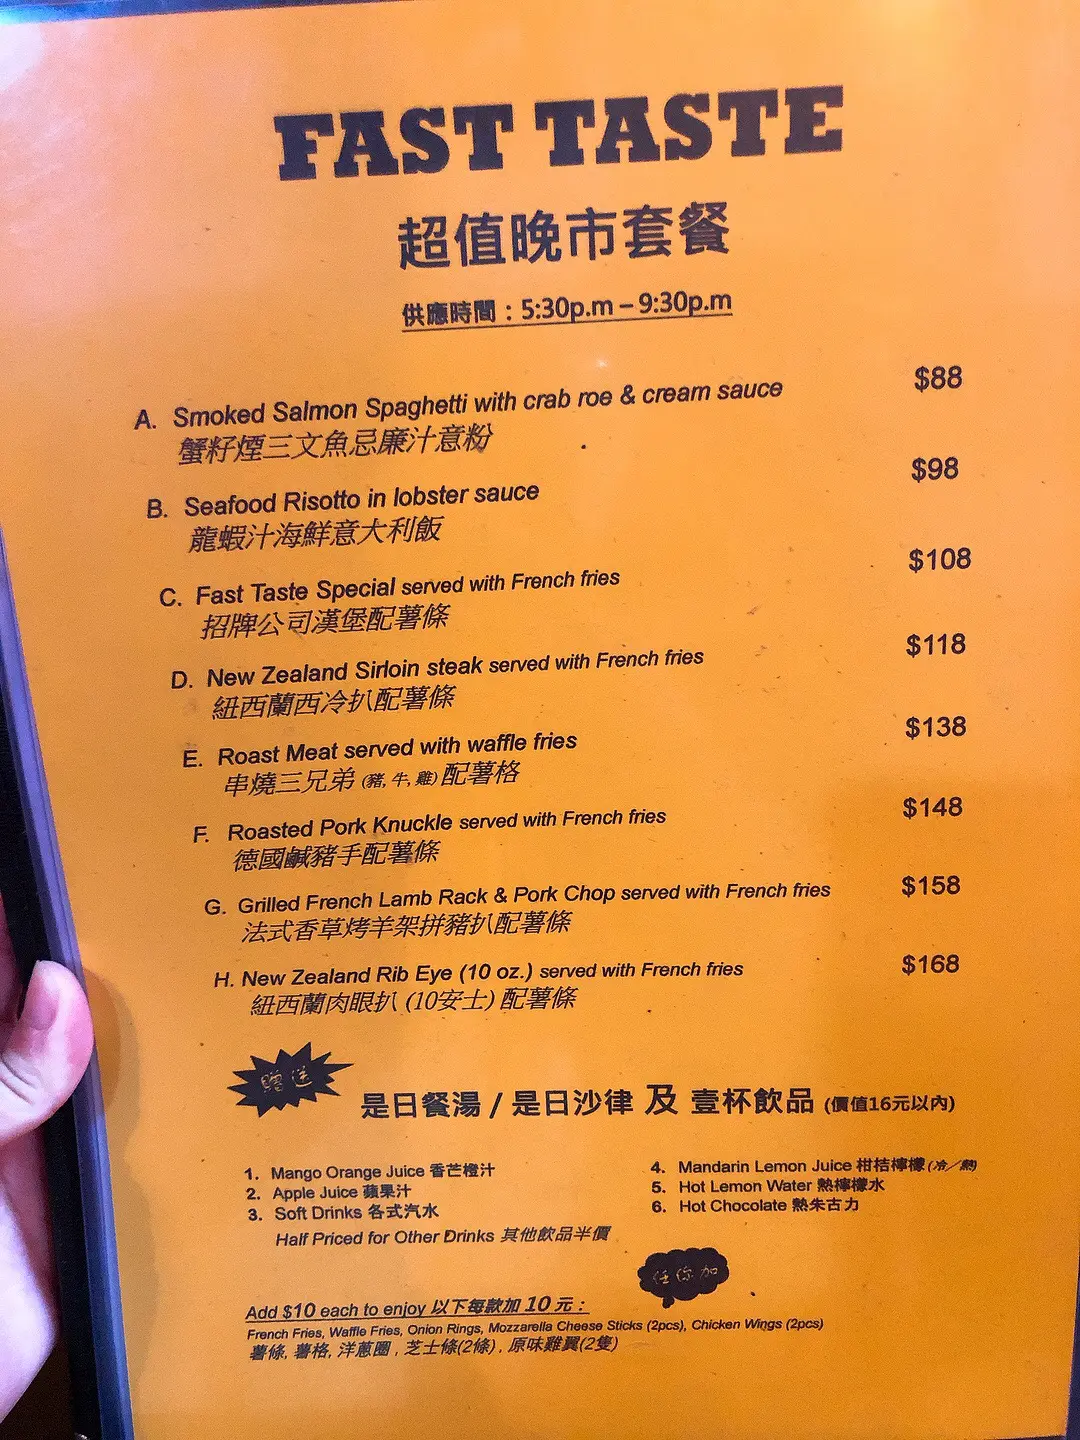 FAST TASTE
超值晚市套餐
供應時間：5:30p.m – 9:30p.m
A. Smoked Salmon Spaghetti with crab roe & cream sauce $88
蟹籽煙三文魚忌廉汁意粉
B. Seafood Risotto in lobster sauce $98
龍蝦汁海鮮意大利飯
C. Fast Taste Special served with French fries $108
招牌公司漢堡配薯條
D. New Zealand Sirloin steak served with French fries $118
紐西蘭西冷扒配薯條
E. Roast Meat served with waffle fries $138
串燒三兄弟 (豬, 牛, 雞) 配薯格
F. Roasted Pork Knuckle served with French fries $148
德國鹹豬手配薯條
G. Grilled French Lamb Rack & Pork Chop served with French fries $158
法式香草烤羊架拼豬扒配薯條
H. New Zealand Rib Eye (10 oz.) served with French fries $168
紐西蘭肉眼扒 (10安士) 配薯條
贈送
是日餐湯 / 是日沙律 及 壹杯飲品 (價值16元以內)
1. Mango Orange Juice 香芒橙汁
2. Apple Juice 蘋果汁
3. Soft Drinks 各式汽水
Half Priced for Other Drinks 其他飲品半價
4. Mandarin Lemon Juice 柑桔檸檬 (冷／熱)
5. Hot Lemon Water 熱檸檬水
6. Hot Chocolate 熱朱古力
任你加
Add $10 each to enjoy 以下每款加 10 元：
French Fries, Waffle Fries, Onion Rings, Mozzarella Cheese Sticks (2pcs), Chicken Wings (2pcs)
薯條, 薯格, 洋蔥圈 , 芝士條(2條) , 原味雞翼(2隻)